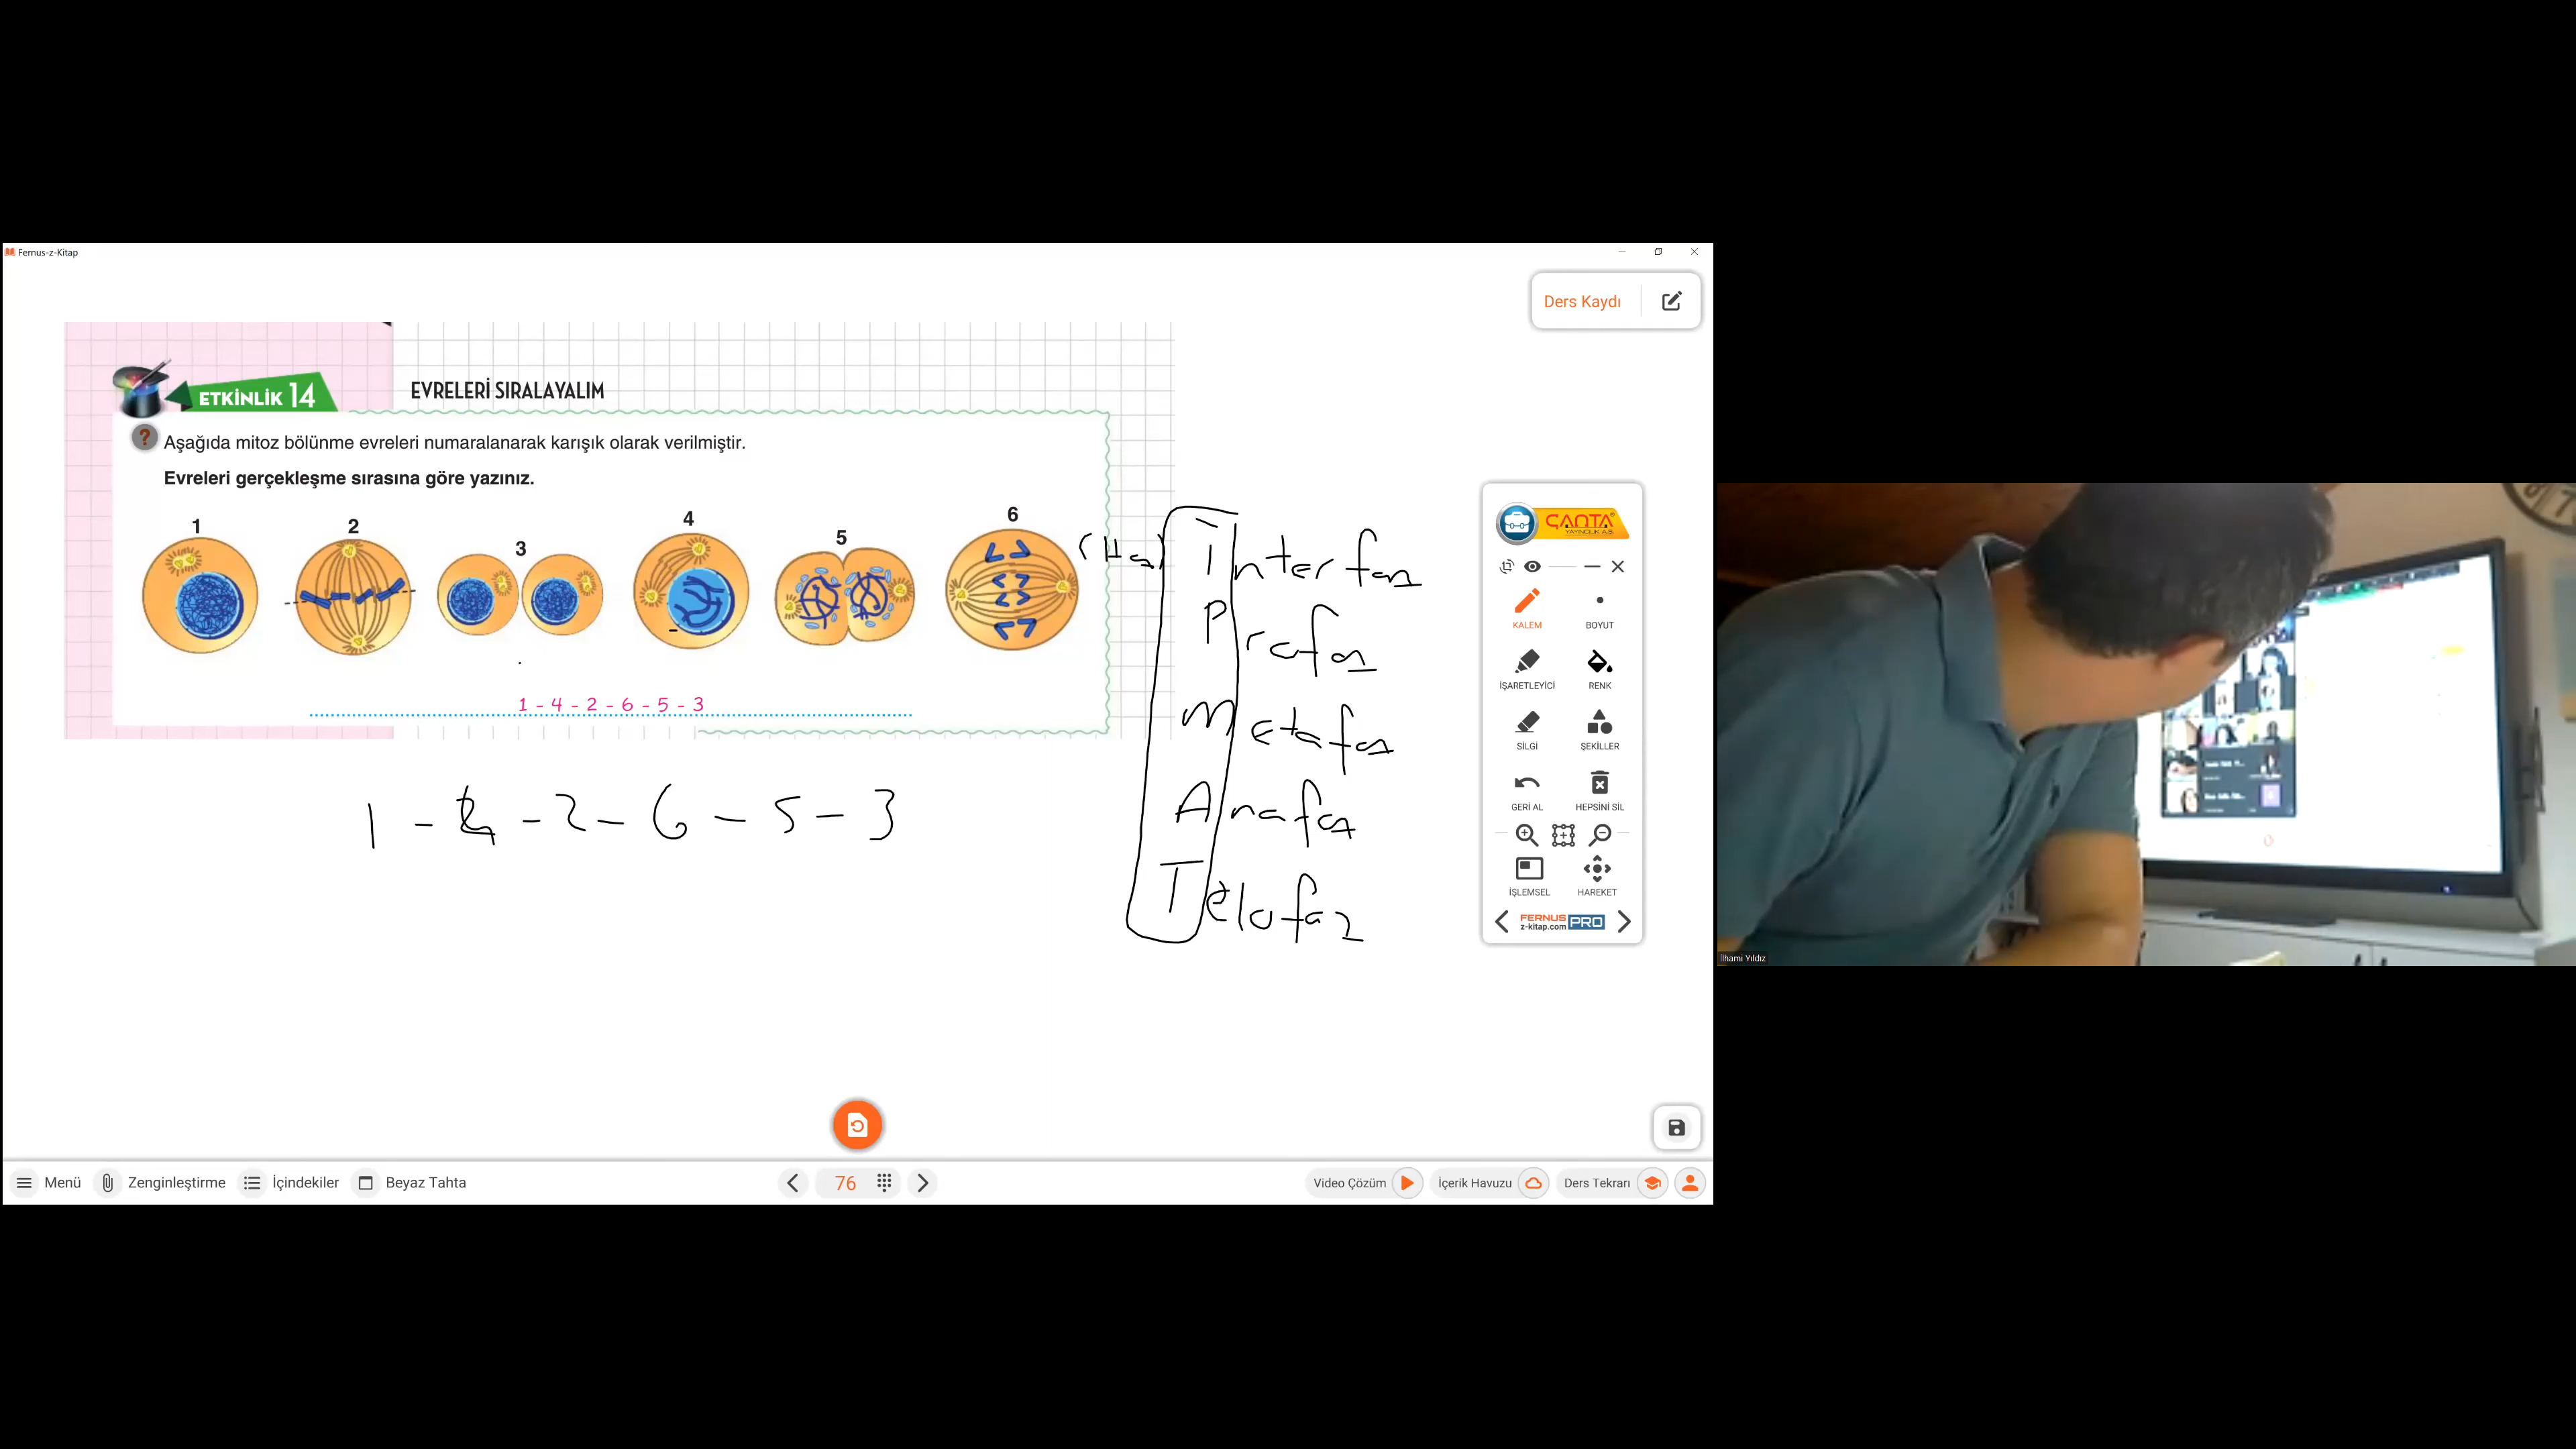 Fernus-z-Kitap
Ders Kaydı
ETKİNLİK 14
EVRELERİ SIRALAYALIM
?
Aşağıda mitoz bölünme evreleri numaralanarak karışık olarak verilmiştir.
Evreleri gerçekleşme sırasına göre yazınız.
1 2 3 4 5 6
1 - 4 - 2 - 6 - 5 - 3
1 - 4 - 2 - 6 - 5 - 3
İnterfaz
Profaz
Metafaz
Anafaz
Telofaz
ÇANTA
YAYINCILIK A.Ş.
KALEM BOYUT
İŞARETLEYİCİ RENK
SİLGİ ŞEKİLLER
GERİ AL HEPSİNİ SİL
İŞLEMSEL HAREKET
FERNUS PRO
z-kitap.com
İlhami Yıldız
Menü Zenginleştirme İçindekiler Beyaz Tahta 76 Video Çözüm İçerik Havuzu Ders Tekrarı